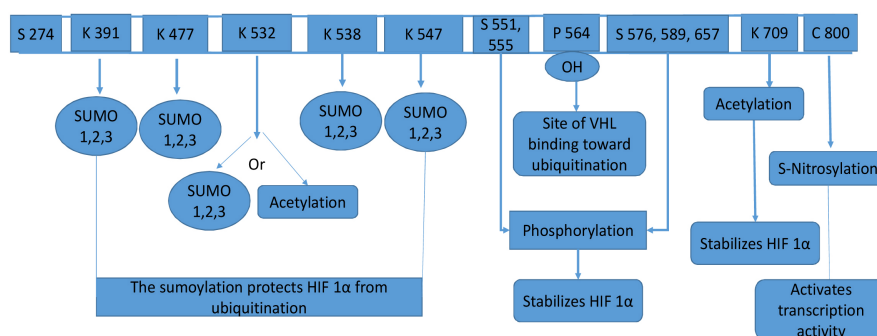 S 274
K 391
K 477
K 532
K 538
K 547
S 551,
555
P 564
S 576, 589, 657
K 709
C 800
OH
SUMO
1,2,3
SUMO
1,2,3
Or
SUMO
1,2,3
Acetylation
SUMO
1,2,3
SUMO
1,2,3
Site of VHL
binding toward
ubiquitination
Acetylation
S-Nitrosylation
Phosphorylation
Stabilizes HIF 1α
Stabilizes HIF 1α
The sumoylation protects HIF 1α from
ubiquitination
Activates
transcription
activity